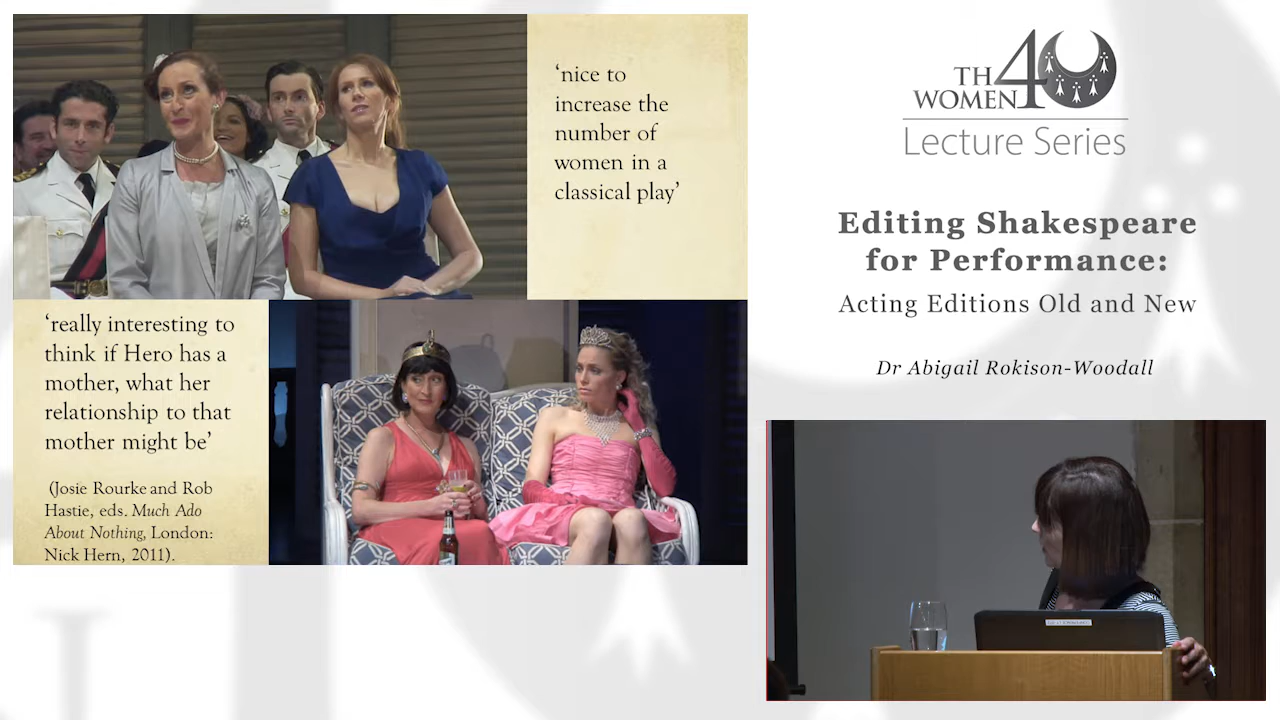 ‘nice to
increase the
number of
women in a
classical play’
‘really interesting to
think if Hero has a
mother, what her
relationship to that
mother might be’
(Josie Rourke and Rob
Hastie, eds. Much Ado
About Nothing, London:
Nick Hern, 2011).
40
TH
WOMEN
Lecture Series
Editing Shakespeare
for Performance:
Acting Editions Old and New
Dr Abigail Rokison-Woodall